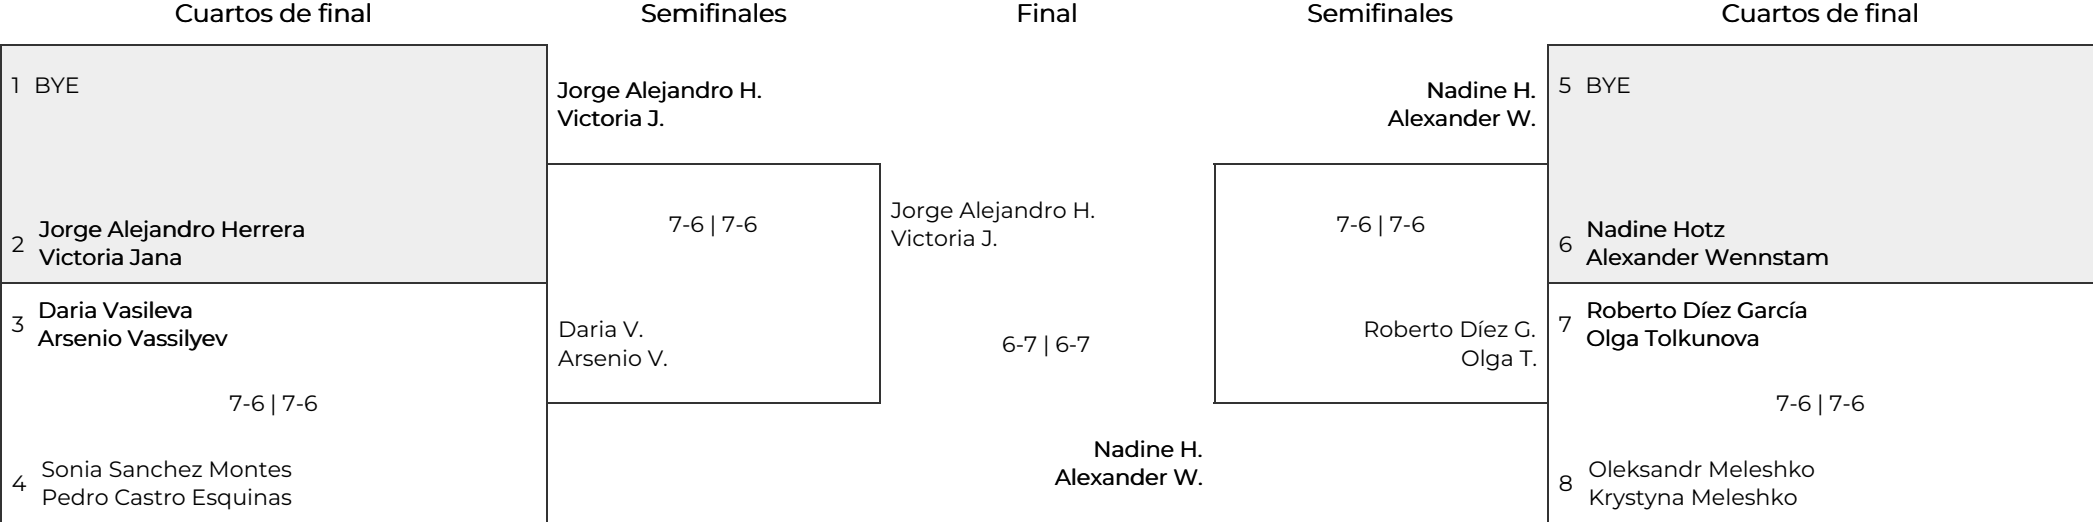 Cuartos de final
Semifinales
Final
Semifinales
Cuartos de final
1 BYE
2 Jorge Alejandro Herrera
Victoria Jana
3 Daria Vasileva
Arsenio Vassilyev
7-6 | 7-6
4 Sonia Sanchez Montes
Pedro Castro Esquinas
Jorge Alejandro H.
Victoria J.
7-6 | 7-6
Daria V.
Arsenio V.
Jorge Alejandro H.
Victoria J.
6-7 | 6-7
Nadine H.
Alexander W.
Nadine H.
Alexander W.
7-6 | 7-6
Roberto Díez G.
Olga T.
5 BYE
6 Nadine Hotz
Alexander Wennstam
7 Roberto Díez García
Olga Tolkunova
7-6 | 7-6
8 Oleksandr Meleshko
Krystyna Meleshko